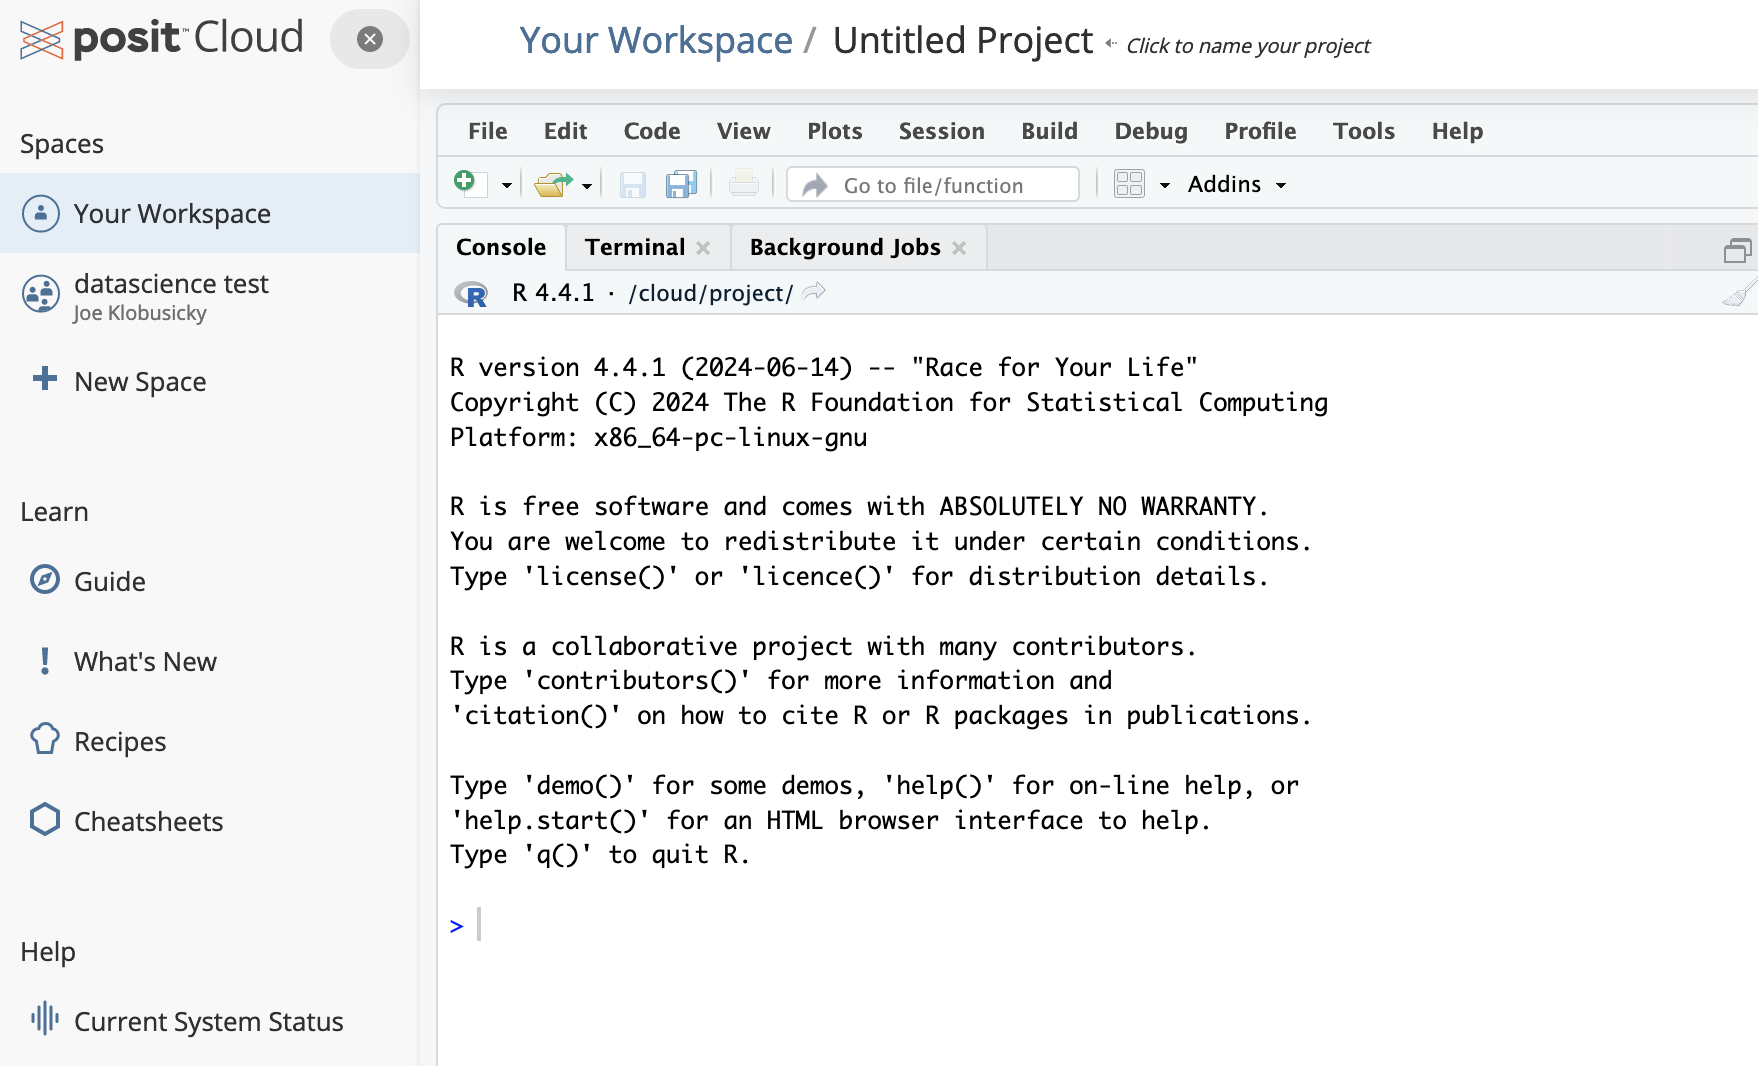 posit™ Cloud
Your Workspace / Untitled Project Click to name your project
Spaces
Your Workspace
datascience test
Joe Klobusicky
New Space
Learn
Guide
What's New
Recipes
Cheatsheets
Help
Current System Status
File Edit Code View Plots Session Build Debug Profile Tools Help
Go to file/function Addins
Console Terminal Background Jobs
R R 4.4.1 · /cloud/project/
R version 4.4.1 (2024-06-14) -- "Race for Your Life"
Copyright (C) 2024 The R Foundation for Statistical Computing
Platform: x86_64-pc-linux-gnu
R is free software and comes with ABSOLUTELY NO WARRANTY.
You are welcome to redistribute it under certain conditions.
Type 'license()' or 'licence()' for distribution details.
R is a collaborative project with many contributors.
Type 'contributors()' for more information and
'citation()' on how to cite R or R packages in publications.
Type 'demo()' for some demos, 'help()' for on-line help, or
'help.start()' for an HTML browser interface to help.
Type 'q()' to quit R.
>